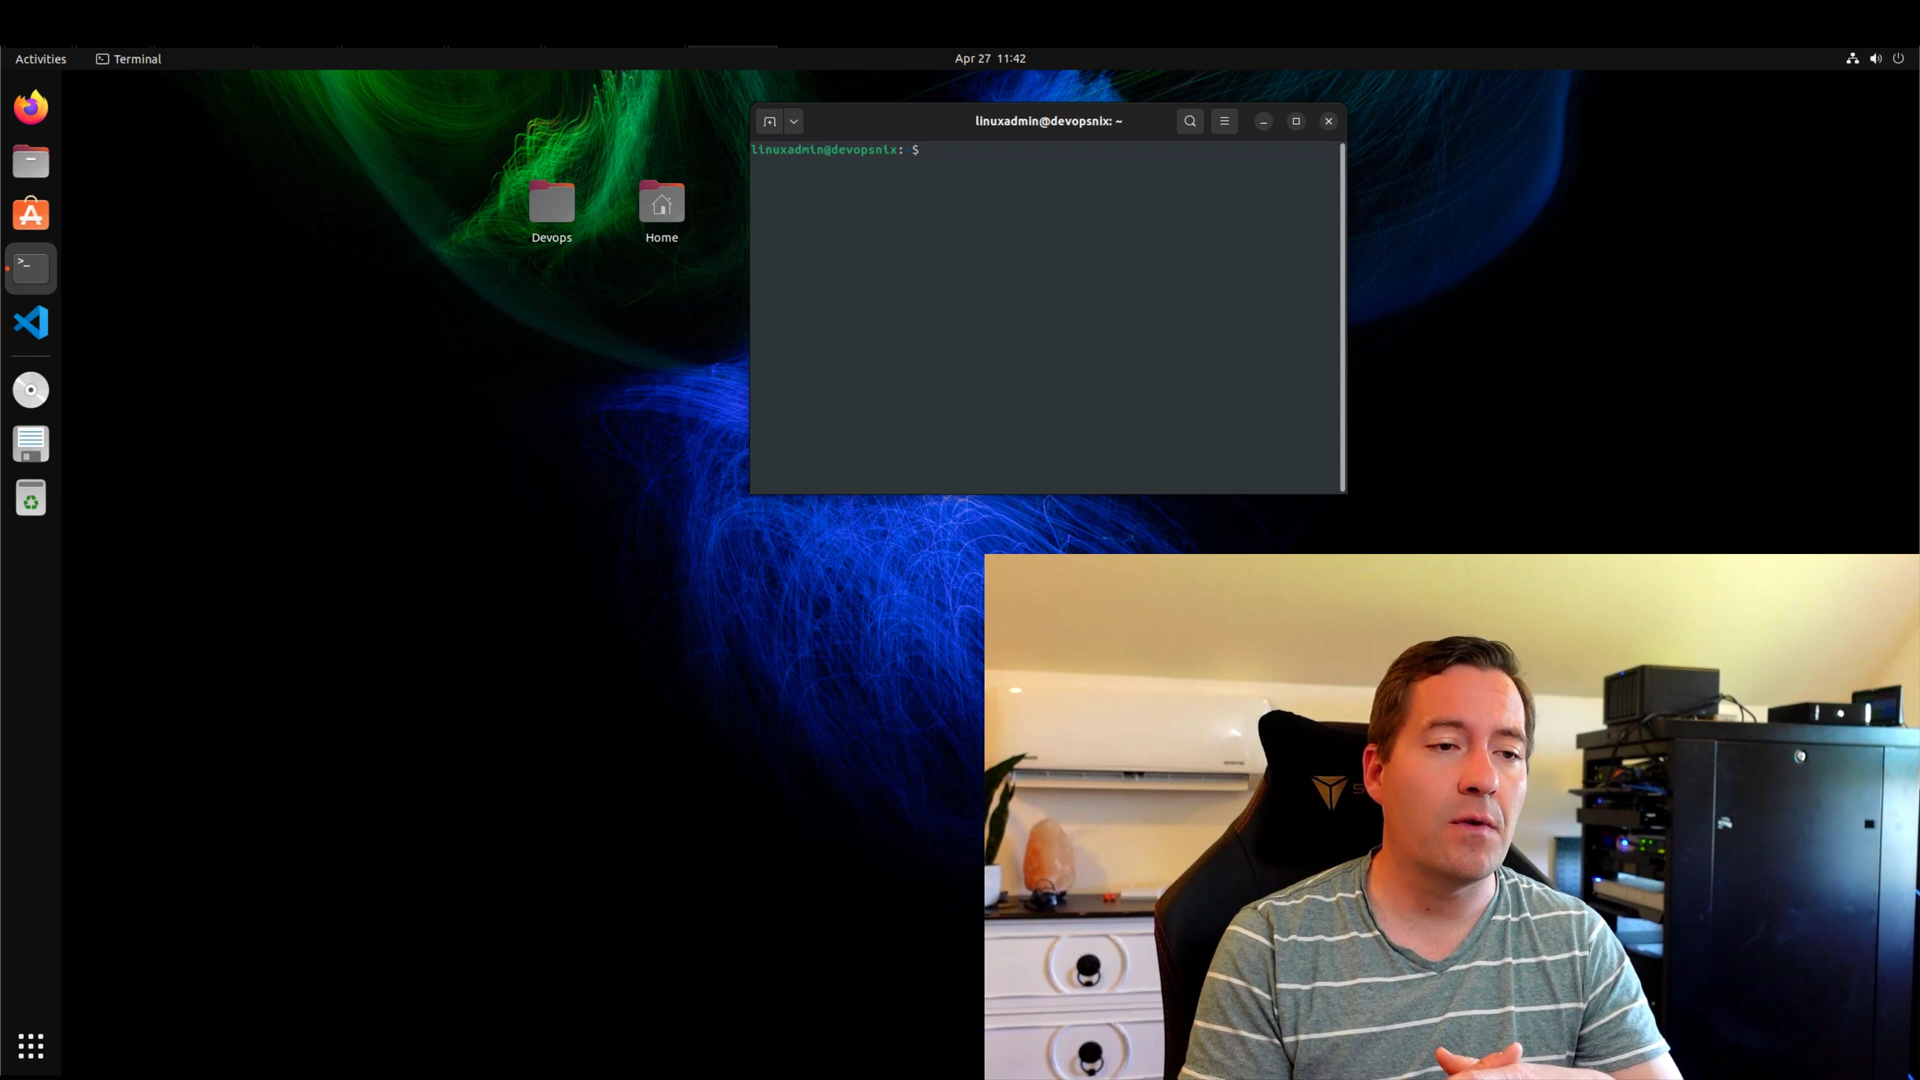 Activities
Terminal
Apr 27 11:42
linuxadmin@devopsnix: ~
linuxadmin@devopsnix: $
Devops
Home